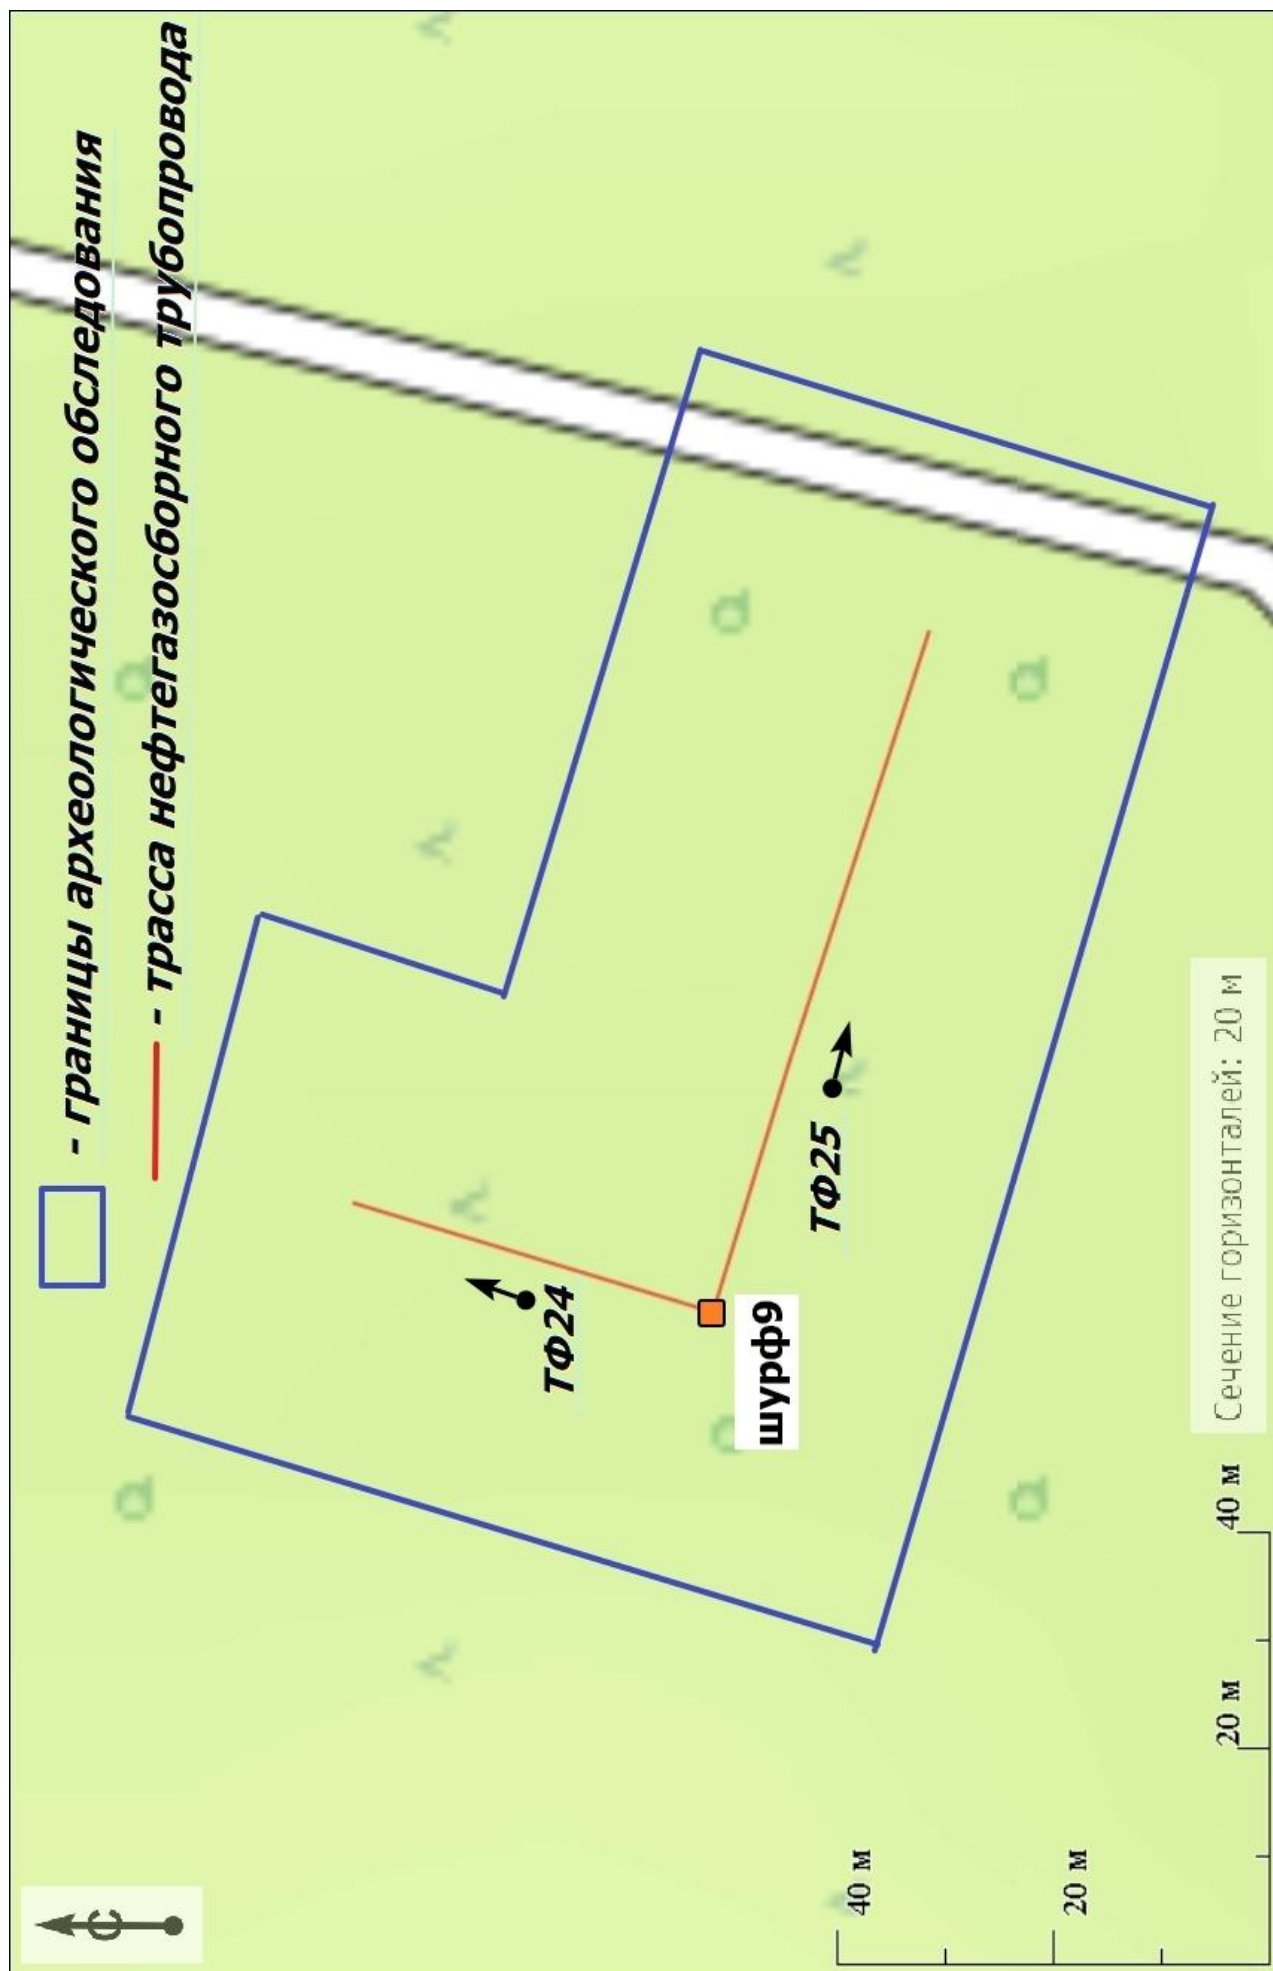 - границы археологического обследования
- трасса нефтегазосборного трубопровода
С
ТФ24
шурф9
ТФ25
40 м
20 м
20 м
40 м
Сечение горизонталей: 20 м